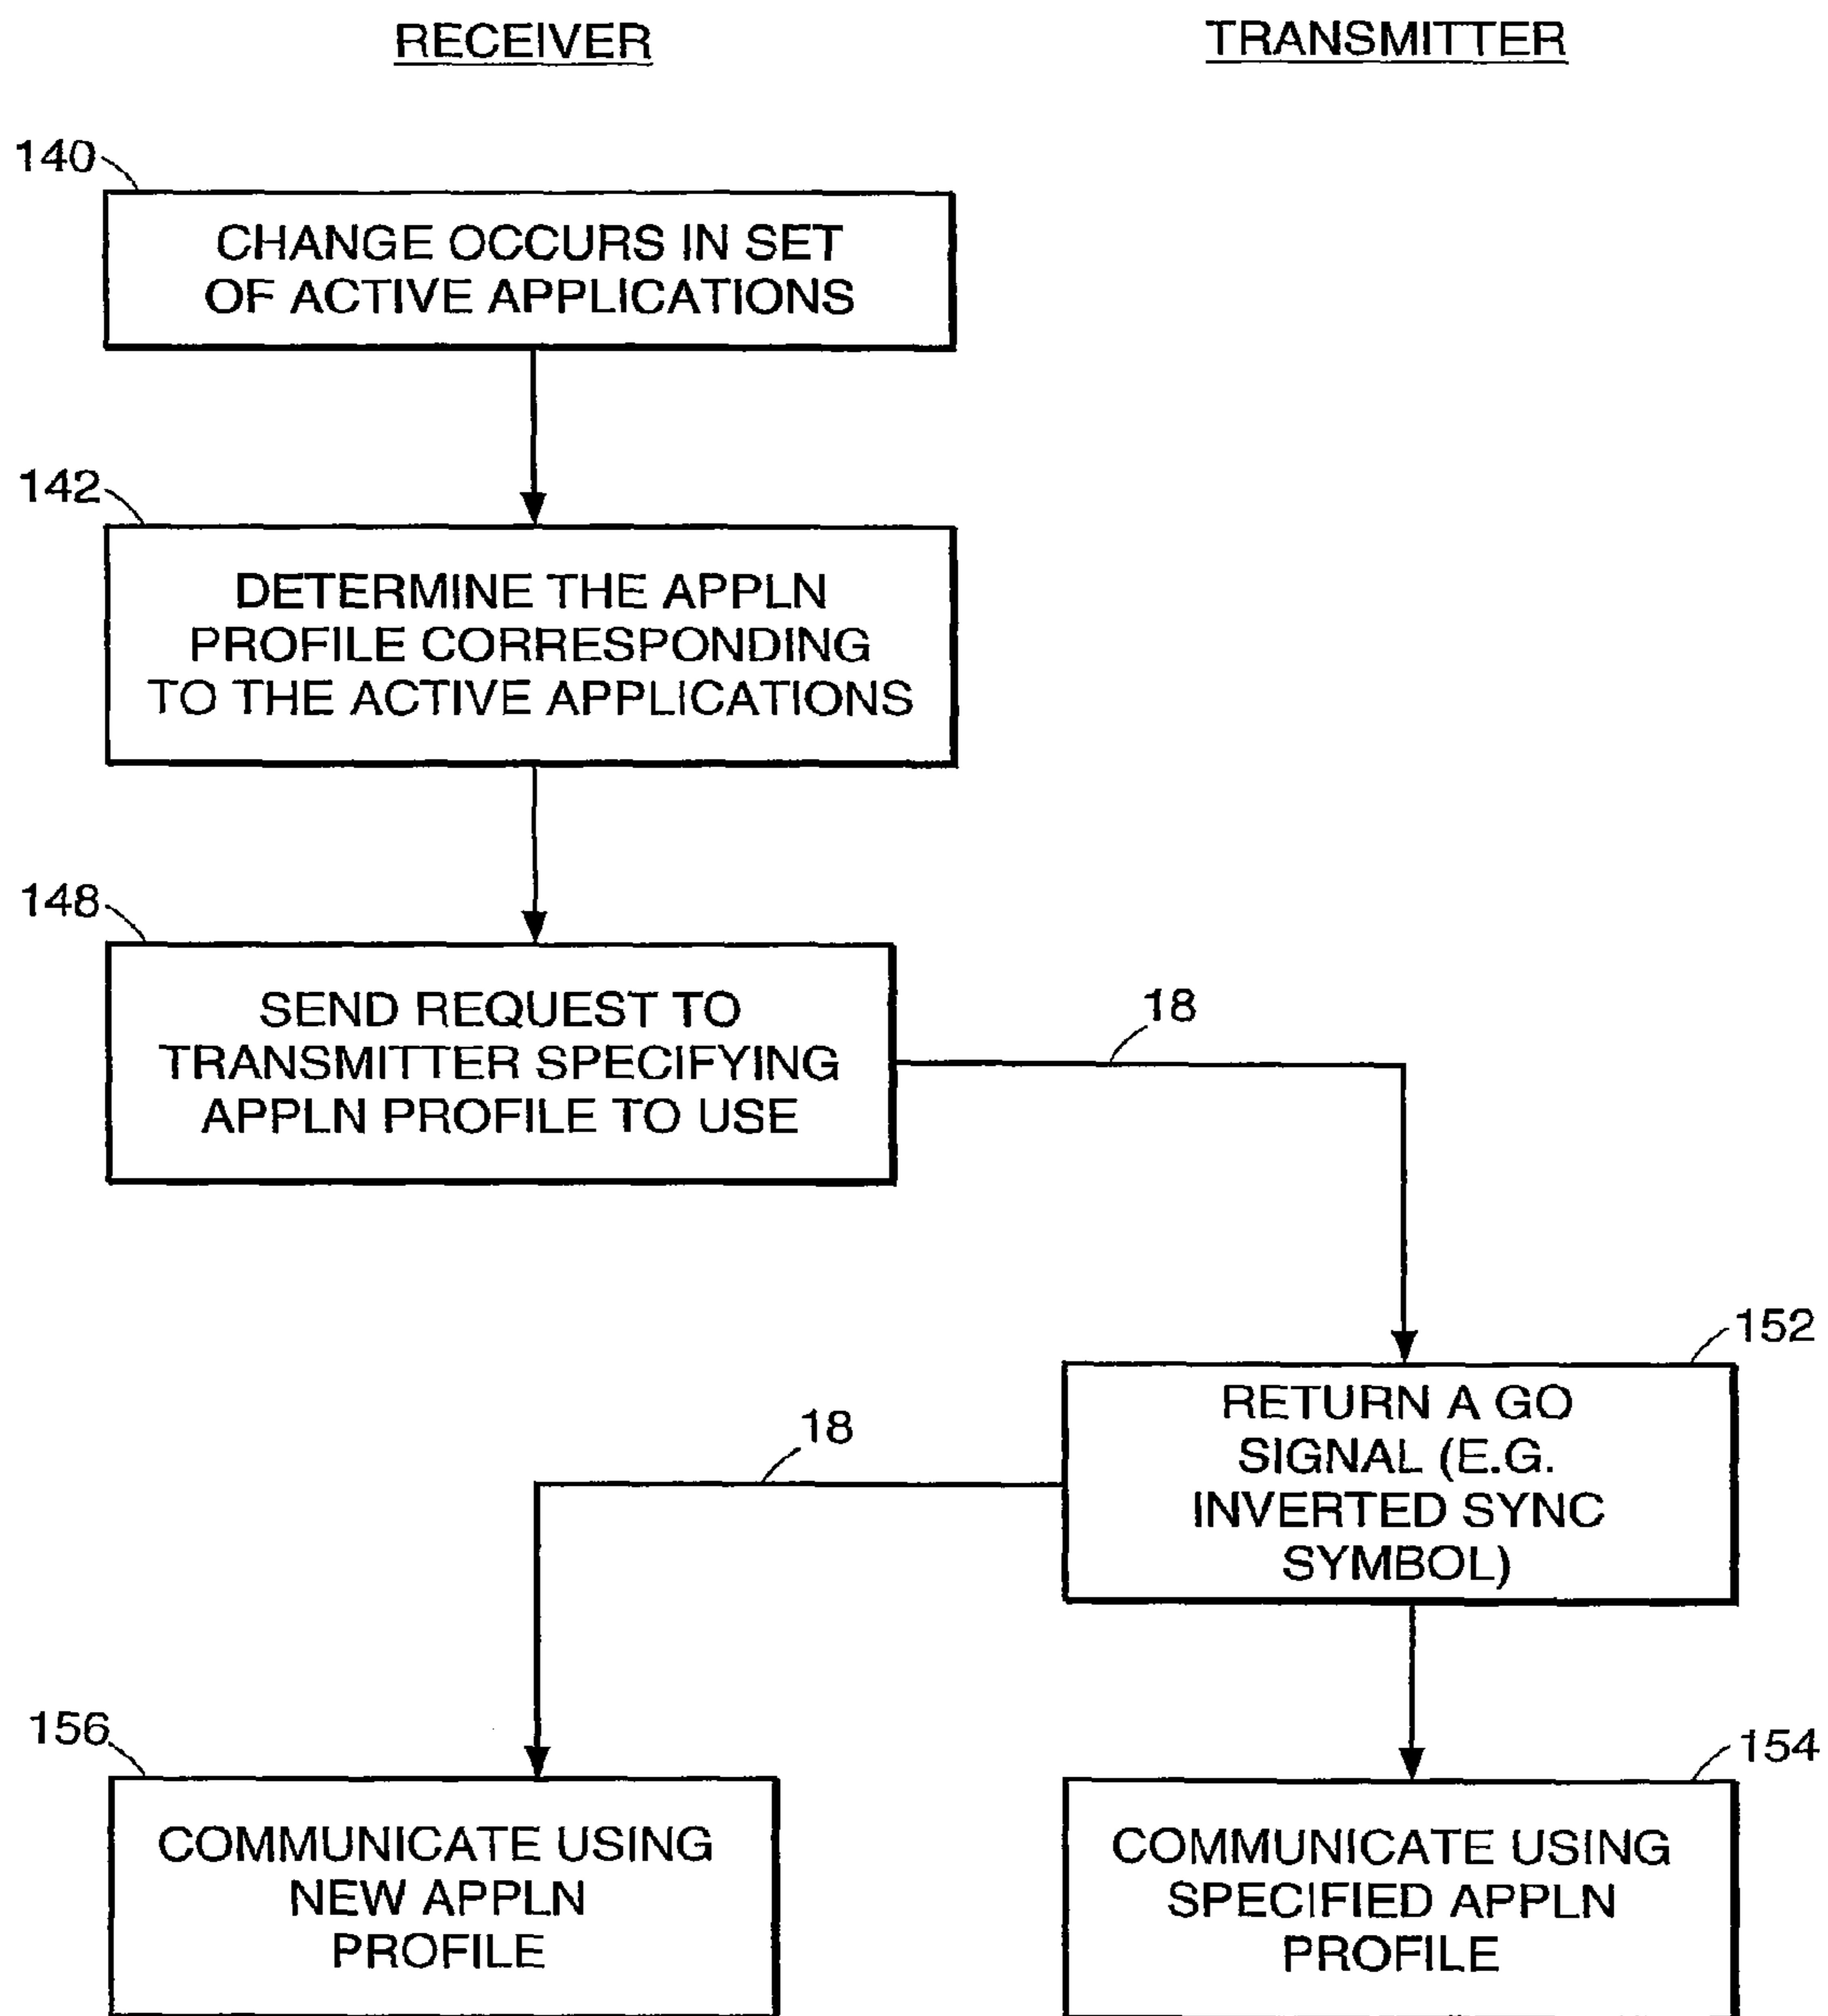 RECEIVER
TRANSMITTER
140
CHANGE OCCURS IN SET
OF ACTIVE APPLICATIONS
142
DETERMINE THE APPLN
PROFILE CORRESPONDING
TO THE ACTIVE APPLICATIONS
148
SEND REQUEST TO
TRANSMITTER SPECIFYING
APPLN PROFILE TO USE
18
152
RETURN A GO
SIGNAL (E.G.
INVERTED SYNC
SYMBOL)
18
156
COMMUNICATE USING
NEW APPLN
PROFILE
154
COMMUNICATE USING
SPECIFIED APPLN
PROFILE